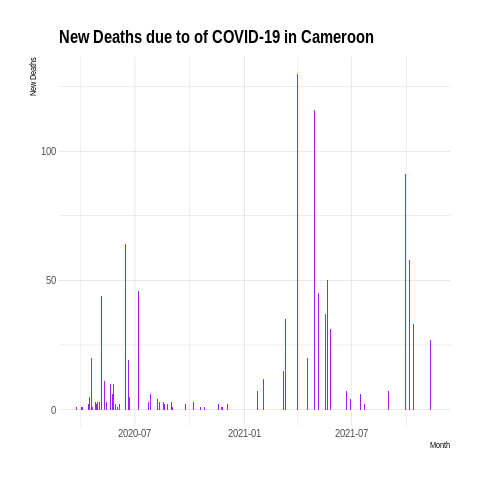 New Deaths due to of COVID-19 in Cameroon
New Deaths
100
50
0
2020-07
2021-01
2021-07
Month